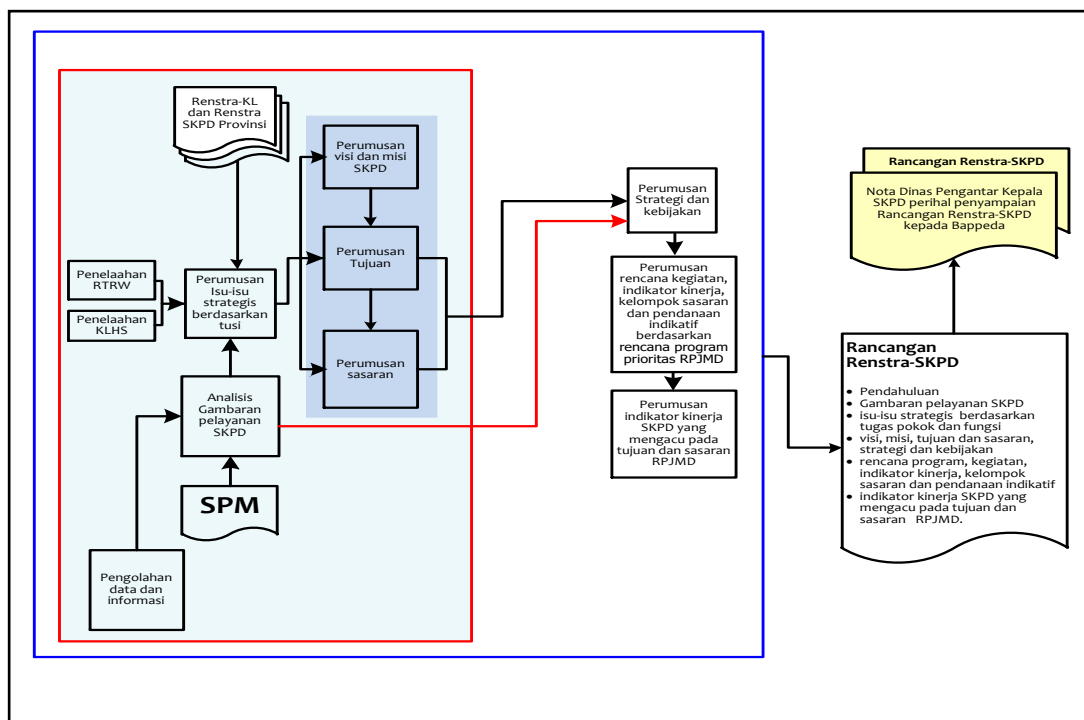 Renstra-KL
dan Renstra
SKPD Provinsi
Perumusan
visi dan misi
SKPD
Perumusan
Tujuan
Perumusan
sasaran
Penelaahan
RTRW
Penelaahan
KLHS
Perumusan
Isu-isu
strategis
berdasarkan
tusi
Analisis
Gambaran
pelayanan
SKPD
SPM
Pengolahan
data dan
informasi
Perumusan
Strategi dan
kebijakan
Perumusan
rencana kegiatan,
indikator kinerja,
kelompok sasaran
dan pendanaan
indikatif
berdasarkan
rencana program
prioritas RPJMD
Perumusan
indikator kinerja
SKPD yang
mengacu pada
tujuan dan sasaran
RPJMD
Rancangan Renstra-SKPD
Nota Dinas Pengantar Kepala
SKPD perihal penyampaian
Rancangan Renstra-SKPD
kepada Bappeda
Rancangan
Renstra-SKPD
• Pendahuluan
• Gambaran pelayanan SKPD
• isu-isu strategis berdasarkan
tugas pokok dan fungsi
• visi, misi, tujuan dan sasaran,
strategi dan kebijakan
• rencana program, kegiatan,
indikator kinerja, kelompok
sasaran dan pendanaan indikatif
• indikator kinerja SKPD yang
mengacu pada tujuan dan
sasaran RPJMD.